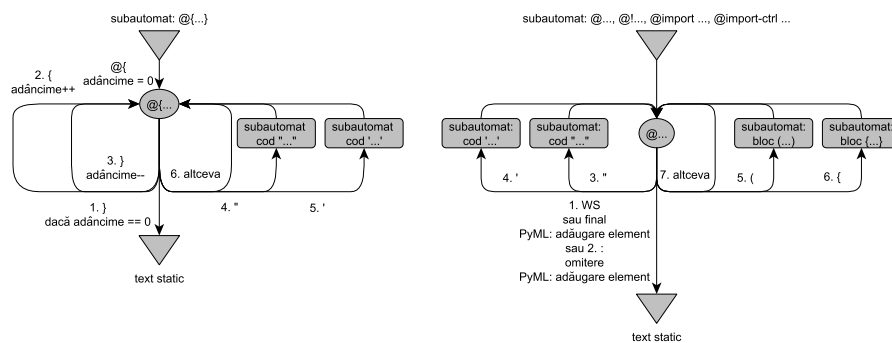 subautomat: @{...}
@{
adâncime = 0
2. {
adâncime++
@{...
subautomat
cod "..."
subautomat
cod '...'
3. }
adâncime--
6. altceva
1. }
dacă adâncime == 0
4. "
5. '
text static
subautomat: @..., @!..., @import ..., @import-ctrl ...
subautomat:
cod '...'
subautomat:
cod "..."
@...
subautomat:
bloc (...)
subautomat:
bloc {...}
4. '
3. "
7. altceva
5. (
6. {
1. WS
sau final
PyML: adăugare element
sau 2. :
omitere
PyML: adăugare element
text static